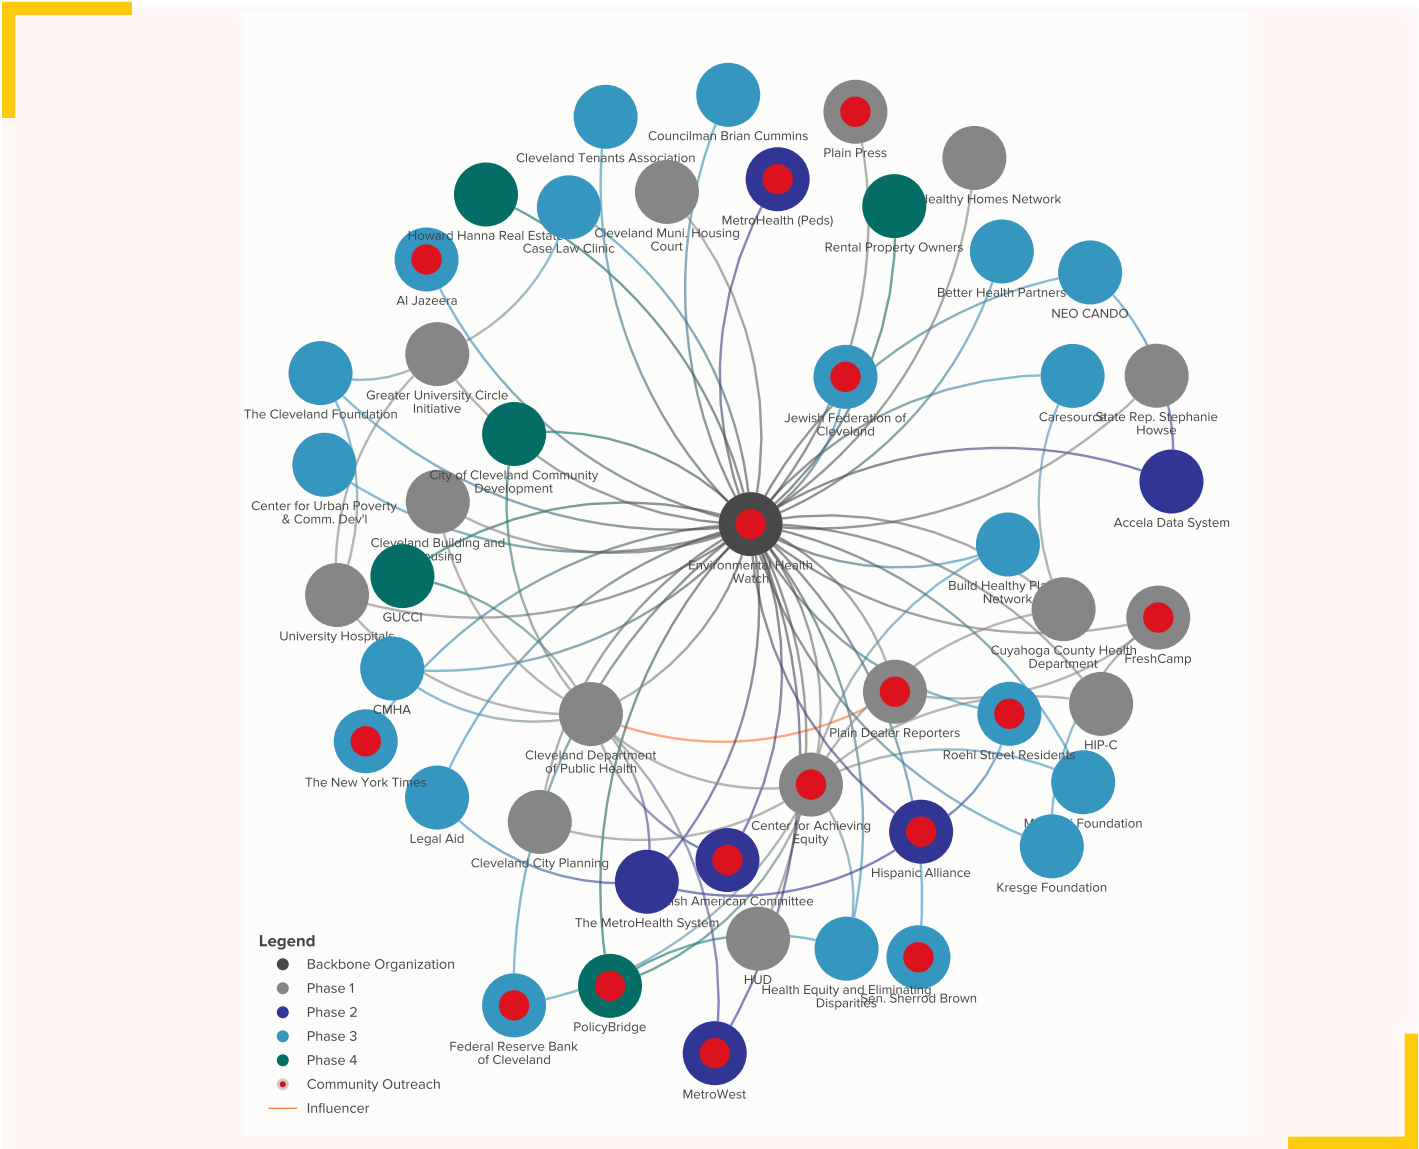 Councilman Brian Cummins
Plain Press
Cleveland Tenants Association
Healthy Homes Network
MetroHealth (Peds)
Howard Hanna Real Estate
Case Law Clinic
Cleveland Muni. Housing
Court
Rental Property Owners
Better Health Partners
Al Jazeera
NEO CANDO
Greater University Circle
Initiative
The Cleveland Foundation
Jewish Federation of
Cleveland
Caresource
State Rep. Stephanie
Howse
City of Cleveland Community
Development
Center for Urban Poverty
& Comm. Dev'l
Accela Data System
Cleveland Building and
Housing
Environmental Health
Watch
Build Healthy
Network
GUCCI
University Hospitals
Cuyahoga County Health
Department
FreshCamp
CMHA
Plain Dealer Reporters
HIP-C
Cleveland Department
of Public Health
Roehl Street Residents
The New York Times
Center for Achieving
Equity
Foundation
Legal Aid
Cleveland City Planning
Hispanic Alliance
Kresge Foundation
American Committee
The MetroHealth System
HUD
Health Equity and Eliminating
Disparities
Sen. Sherrod Brown
PolicyBridge
Federal Reserve Bank
of Cleveland
MetroWest
Legend
Backbone Organization
Phase 1
Phase 2
Phase 3
Phase 4
Community Outreach
Influencer